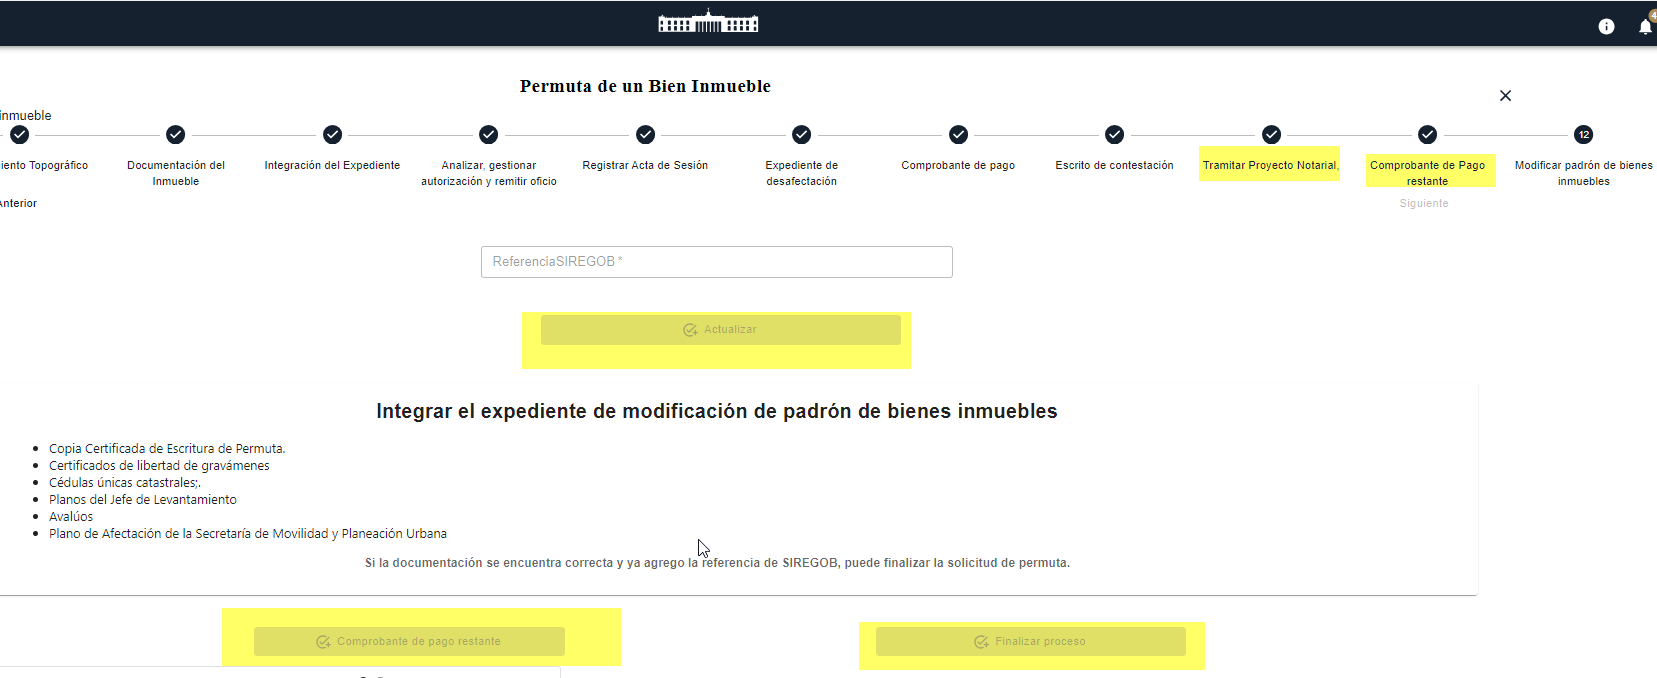 4
Permuta de un Bien Inmueble
inmueble
12
iento Topográfico
Documentación del
Inmueble
Integración del Expediente
Analizar, gestionar
autorización y remitir oficio
Registrar Acta de Sesión
Expediente de
desafectación
Comprobante de pago
Escrito de contestación
Tramitar Proyecto Notarial,
Comprobante de Pago
restante
Modificar padrón de bienes
inmuebles
Anterior
Siguiente
ReferenciaSIREGOB *
Actualizar
Integrar el expediente de modificación de padrón de bienes inmuebles
Copia Certificada de Escritura de Permuta.
Certificados de libertad de gravámenes
Cédulas únicas catastrales;.
Planos del Jefe de Levantamiento
Avalúos
Plano de Afectación de la Secretaría de Movilidad y Planeación Urbana
Si la documentación se encuentra correcta y ya agrego la referencia de SIREGOB, puede finalizar la solicitud de permuta.
Comprobante de pago restante
Finalizar proceso